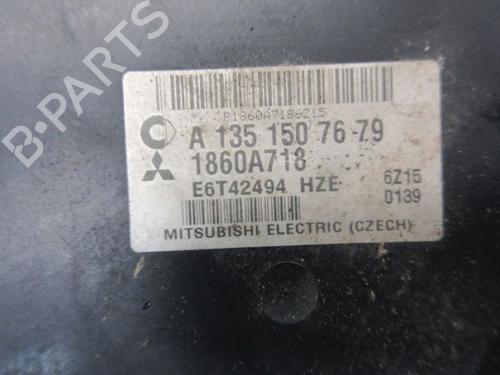 R1860A7186Z15
A 135 150 76 79
1860A718
E6T42494 HZE 6Z15
0139
MITSUBISHI ELECTRIC (CZECH)
B-PARTS